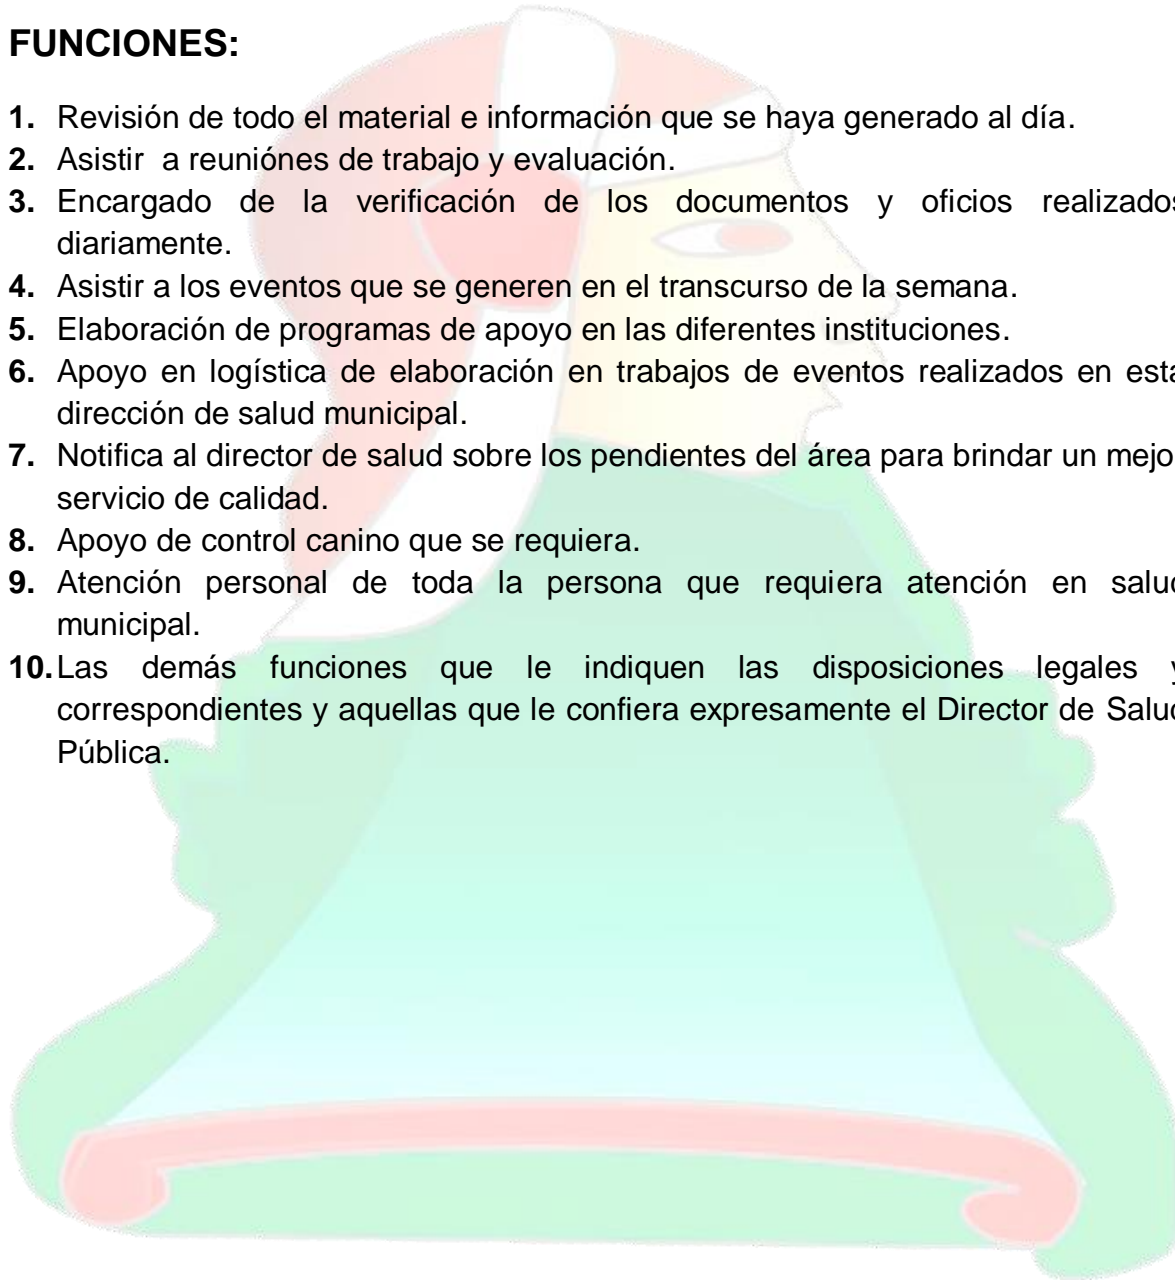 FUNCIONES:
1. Revisión de todo el material e información que se haya generado al día.
2. Asistir a reuniónes de trabajo y evaluación.
3. Encargado de la verificación de los documentos y oficios realizados
diariamente.
4. Asistir a los eventos que se generen en el transcurso de la semana.
5. Elaboración de programas de apoyo en las diferentes instituciones.
6. Apoyo en logística de elaboración en trabajos de eventos realizados en esta
dirección de salud municipal.
7. Notifica al director de salud sobre los pendientes del área para brindar un mejor
servicio de calidad.
8. Apoyo de control canino que se requiera.
9. Atención personal de toda la persona que requiera atención en salud
municipal.
10. Las demás funciones que le indiquen las disposiciones legales y
correspondientes y aquellas que le confiera expresamente el Director de Salud
Pública.